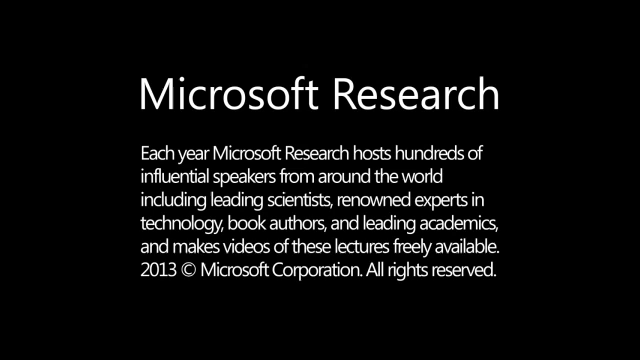 Microsoft Research
Each year Microsoft Research hosts hundreds of
influential speakers from around the world
including leading scientists, renowned experts in
technology, book authors, and leading academics,
and makes videos of these lectures freely available.
2013 © Microsoft Corporation. All rights reserved.